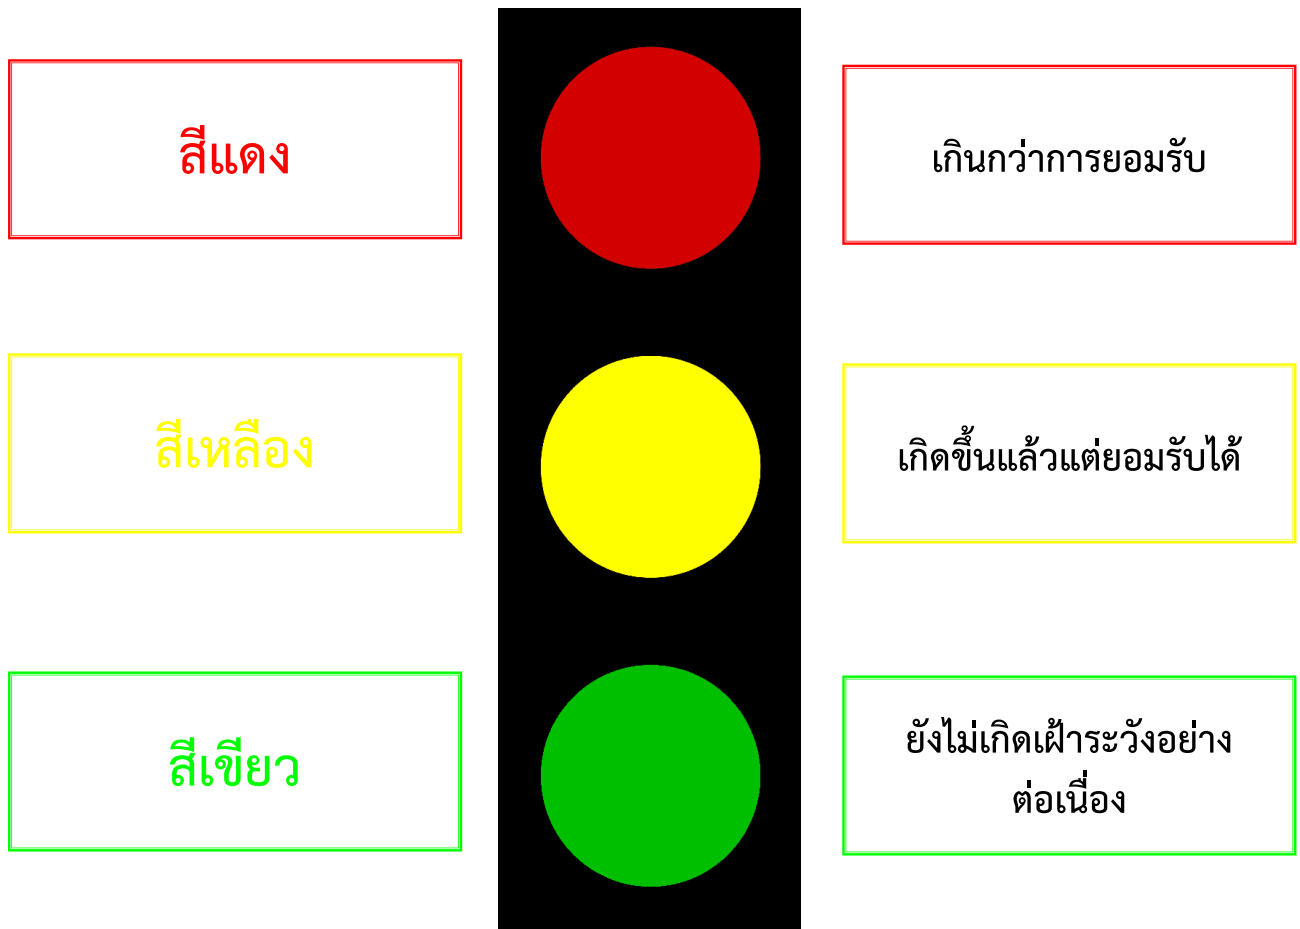 สีแดง
เกินกว่าการยอมรับ
สีเหลือง
เกิดขึ้นแล้วแต่ยอมรับได้
สีเขียว
ยังไม่เกิดเฝ้าระวังอย่าง
ต่อเนื่อง